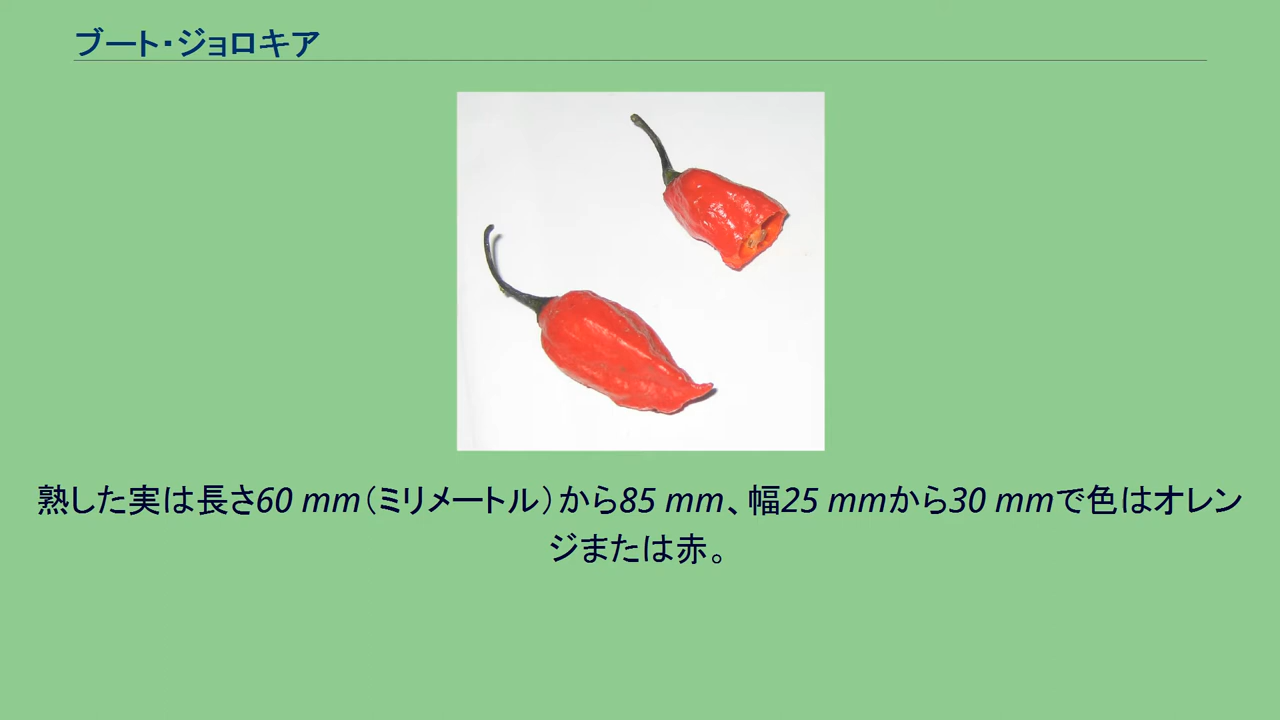 ブート・ジョロキア
熟した実は長さ60 mm（ミリメートル）から85 mm、幅25 mmから30 mmで色はオレン
ジまたは赤。